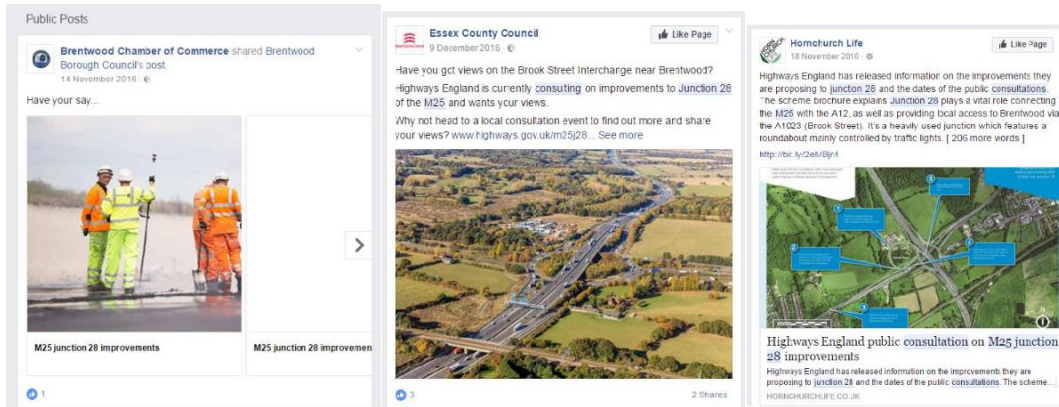 Public Posts
Brentwood Chamber of Commerce shared Brentwood
Borough Council's post.
14 November 2016
Have your say...
M25 junction 28 improvements
M25 junction 28 improvemen
1
Essex County Council
Like Page
9 December 2016
Have you got views on the Brook Street Interchange near Brentwood?
Highways England is currently consuting on improvements to Junction 28
of the M25 and wants your views.
Why not head to a local consultation event to find out more and share
your views? www.highways.gov.uk/m25j28... See more
3
2 Shares
HORNCHURCH
Hornchurch Life
Like Page
18 November 2016
Highways England has released information on the improvements they
are proposing to junction 28 and the dates of the public consultations.
The scheme brochure explains Junction 28 plays a vital role connecting
the M25 with the A12, as well as providing local access to Brentwood via
the A1023 (Brook Street). It's a heavily used junction which features a
roundabout mainly controlled by traffic lights. [ 206 more words ]
1
2
3
5
Highways England public consultation on M25 junction
28 improvements
Highways England has released information on the improvements they are
proposing to junction 28 and the dates of the public consultations. The scheme...
HORNCHURCHLIFE.CO.UK